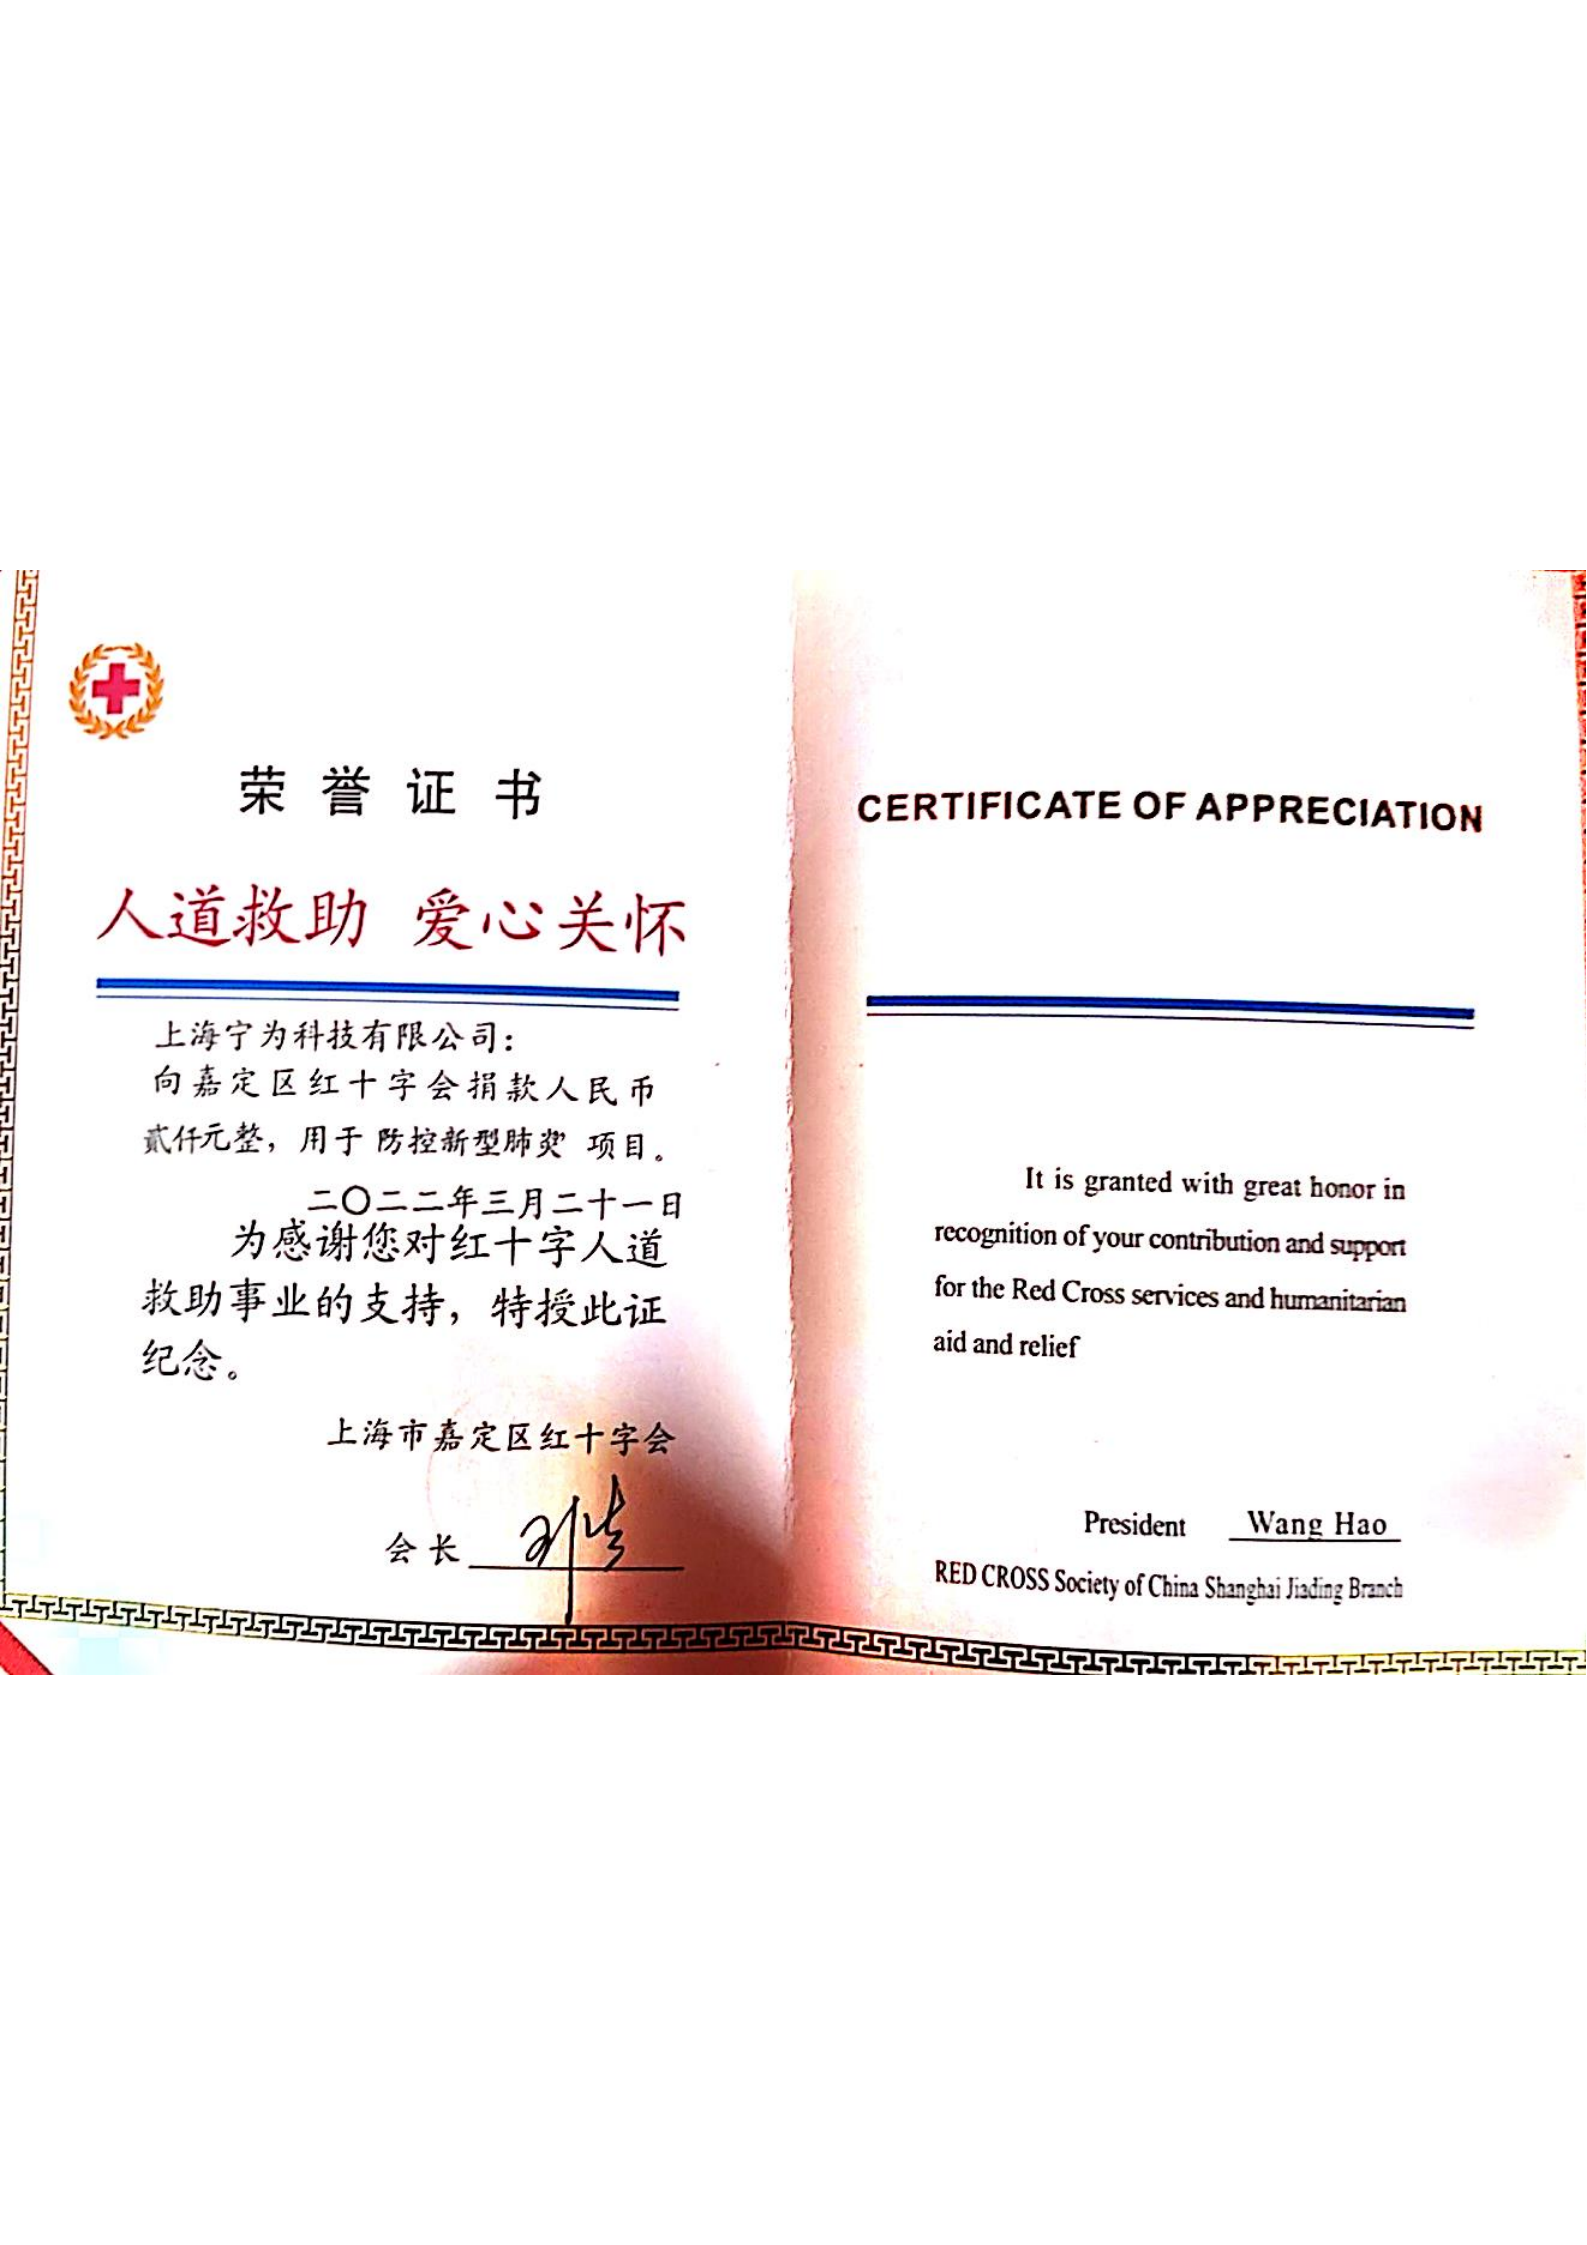 荣誉证书
人道救助 爱心关怀
上海宁为科技有限公司：
向嘉定区红十字会捐款人民币
贰仟元整，用于 防控新型肺炎 项目。
二〇二二年三月二十一日
为感谢您对红十字人道
救助事业的支持，特授此证
纪念。
上海市嘉定区红十字会
会长
CERTIFICATE OF APPRECIATION
It is granted with great honor in
recognition of your contribution and support
for the Red Cross services and humanitarian
aid and relief
President Wang Hao
RED CROSS Society of China Shanghai Jiading Branch